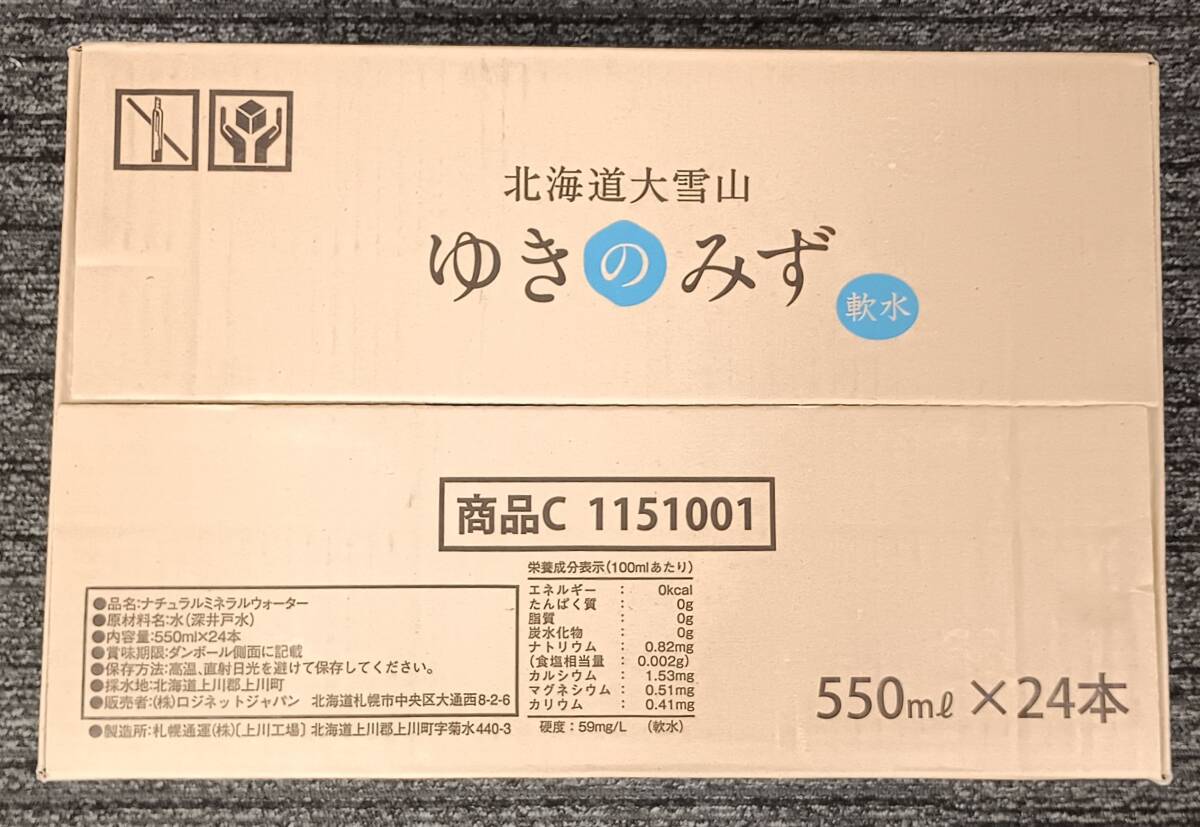 北海道大雪山
ゆきのみず
軟水
商品C 1151001
●品名:ナチュラルミネラルウォーター
●原材料名:水(深井戸水)
●内容量:550ml×24本
●賞味期限:ダンボール側面に記載
●保存方法:高温、直射日光を避けて保存してください。
●採水地:北海道上川郡上川町
●販売者:(株)ロジネットジャパン 北海道札幌市中央区大通西8-2-6
●製造所:札幌通運(株)〔上川工場〕北海道上川郡上川町字菊水440-3
栄養成分表示(100mlあたり)
エネルギー : 0kcal
たんぱく質 : 0g
脂質 : 0g
炭水化物 : 0g
ナトリウム : 0.82mg
(食塩相当量 : 0.002g)
カルシウム : 1.53mg
マグネシウム : 0.51mg
カリウム : 0.41mg
硬度:59mg/L (軟水)
550mℓ×24本